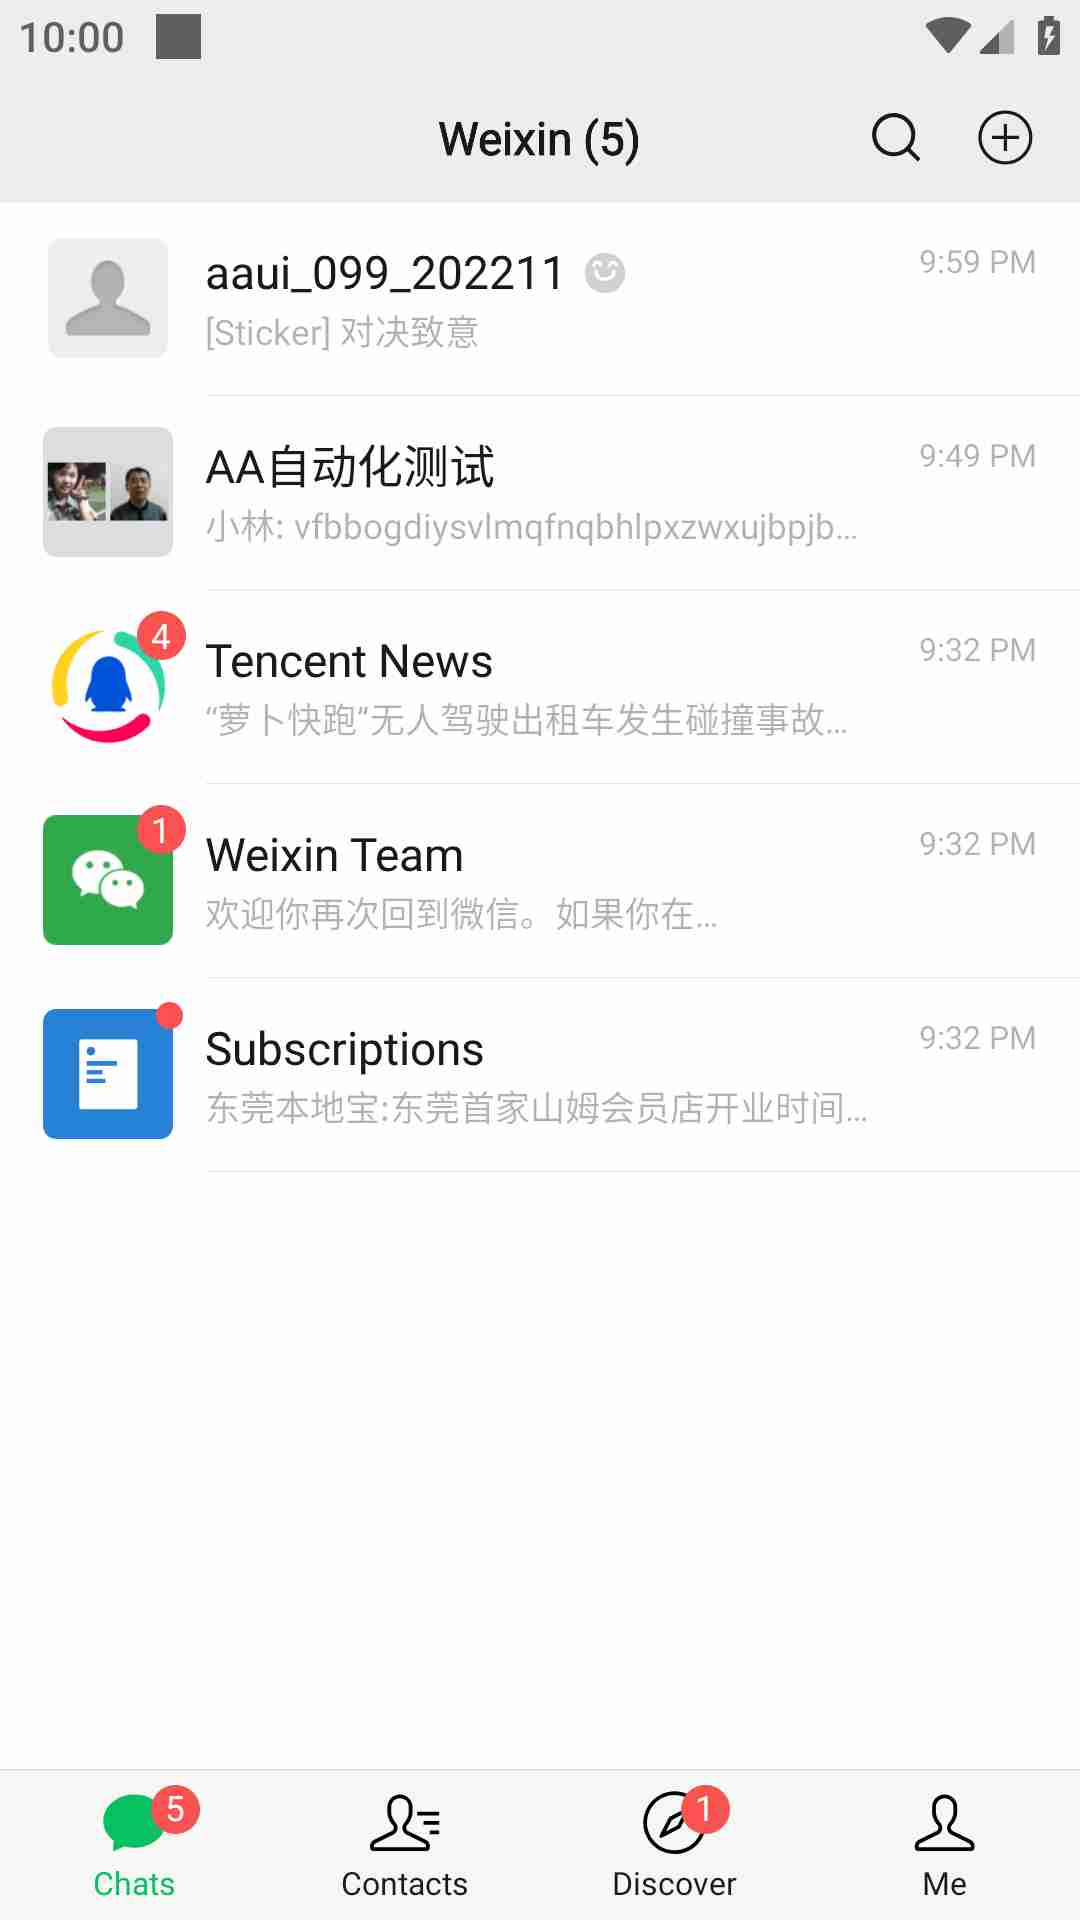 10:00
Weixin (5)
aaui_099_202211
9:59 PM
[Sticker] 对决致意
AA自动化测试
9:49 PM
小林: vfbbogdiysvlmqfnqbhlpxzwxujbpjb...
4
Tencent News
9:32 PM
“萝卜快跑”无人驾驶出租车发生碰撞事故...
1
Weixin Team
9:32 PM
欢迎你再次回到微信。如果你在...
Subscriptions
9:32 PM
东莞本地宝:东莞首家山姆会员店开业时间...
5
1
Chats
Contacts
Discover
Me